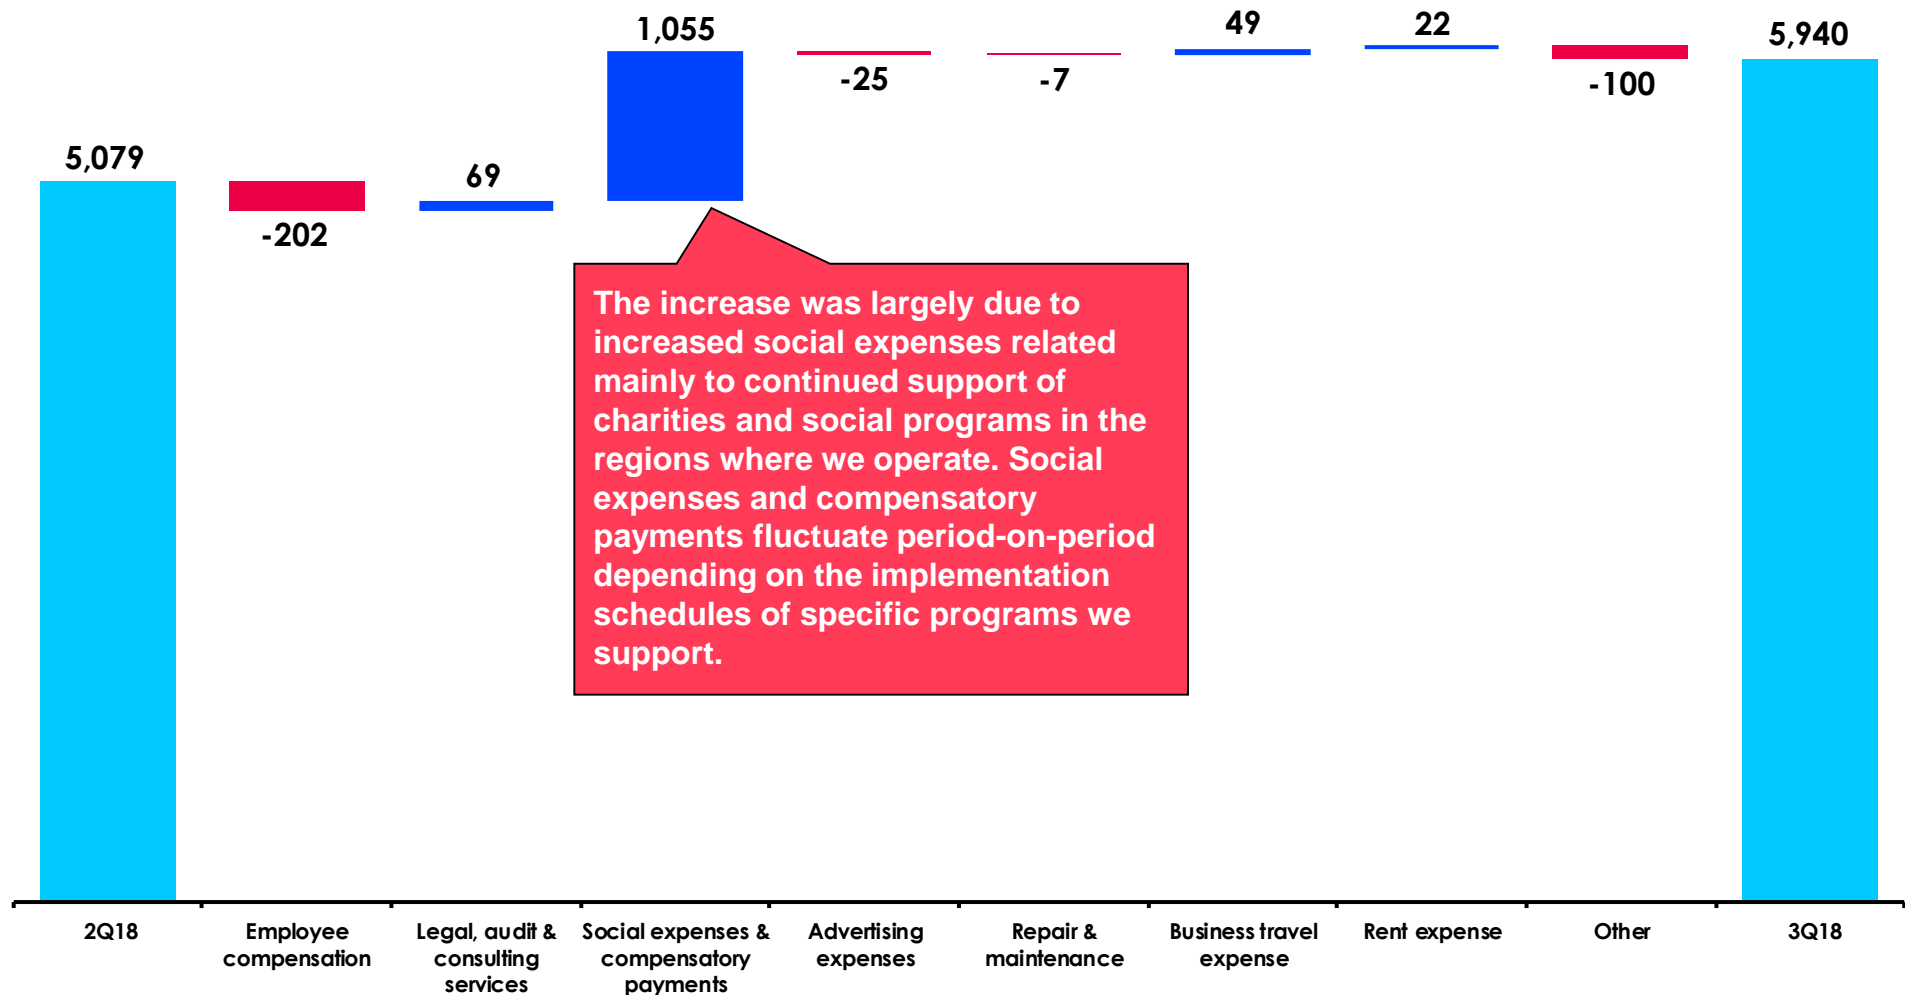 5,079
-202
69
1,055
-25
-7
49
22
-100
5,940
The increase was largely due to
increased social expenses related
mainly to continued support of
charities and social programs in the
regions where we operate. Social
expenses and compensatory
payments fluctuate period-on-period
depending on the implementation
schedules of specific programs we
support.
2Q18
Employee
compensation
Legal, audit &
consulting
services
Social expenses &
compensatory
payments
Advertising
expenses
Repair &
maintenance
Business travel
expense
Rent expense
Other
3Q18